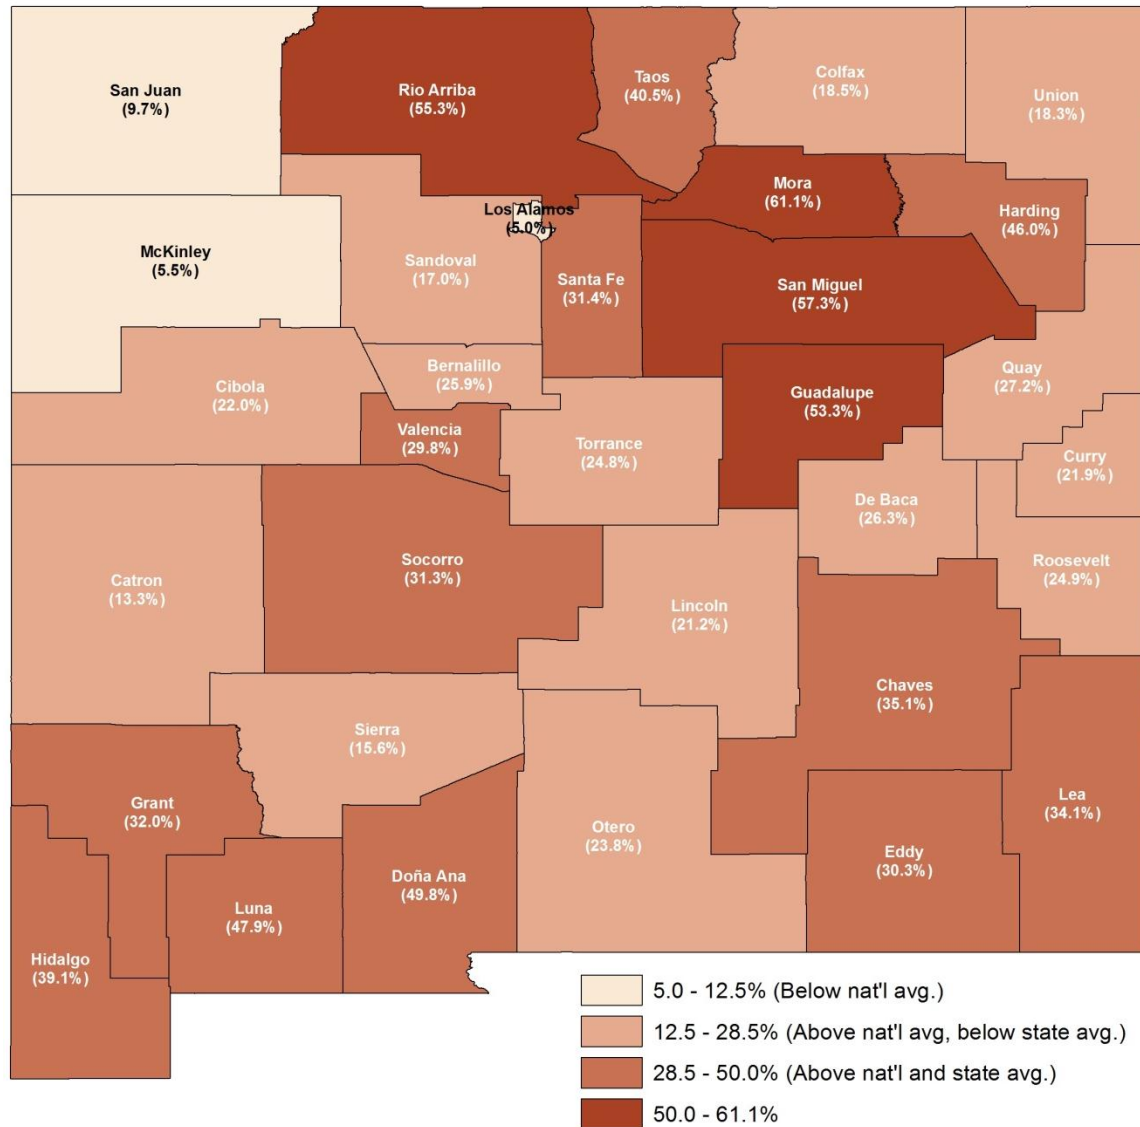 San Juan
(9.7%)
Rio Arriba
(55.3%)
Taos
(40.5%)
Colfax
(18.5%)
Union
(18.3%)
Mora
(61.1%)
Harding
(46.0%)
Los Alamos
(5.0%)
McKinley
(5.5%)
Sandoval
(17.0%)
Santa Fe
(31.4%)
San Miguel
(57.3%)
Bernalillo
(25.9%)
Quay
(27.2%)
Cibola
(22.0%)
Guadalupe
(53.3%)
Valencia
(29.8%)
Torrance
(24.8%)
Curry
(21.9%)
De Baca
(26.3%)
Socorro
(31.3%)
Roosevelt
(24.9%)
Catron
(13.3%)
Lincoln
(21.2%)
Chaves
(35.1%)
Sierra
(15.6%)
Lea
(34.1%)
Grant
(32.0%)
Otero
(23.8%)
Eddy
(30.3%)
Doña Ana
(49.8%)
Luna
(47.9%)
Hidalgo
(39.1%)
5.0 - 12.5% (Below nat'l avg.)
12.5 - 28.5% (Above nat'l avg, below state avg.)
28.5 - 50.0% (Above nat'l and state avg.)
50.0 - 61.1%